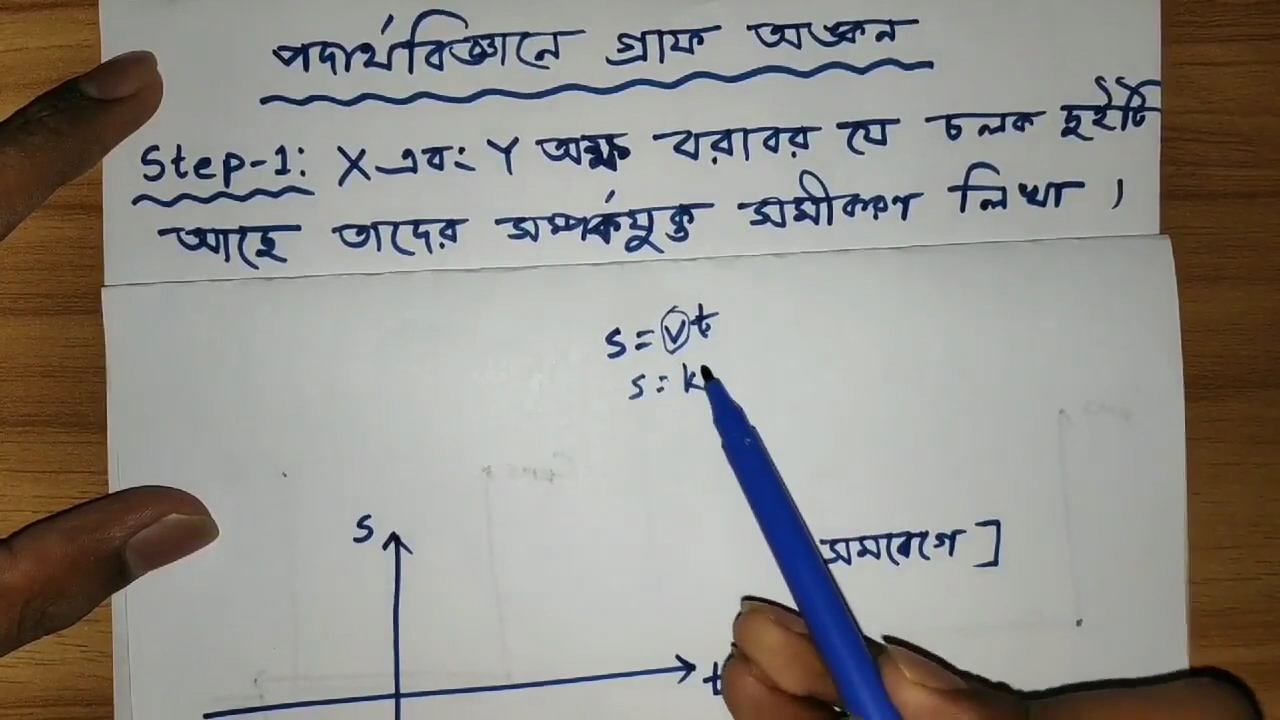 পদার্থবিজ্ঞানে গ্রাফ অঙ্কন
Step-1: X এবং Y অক্ষ বরাবর যে চলক দুইটি
আছে তাদের সম্পর্কযুক্ত সমীকরণ লিখা।
s = vt
s = k
s
সমবেগে ]
t